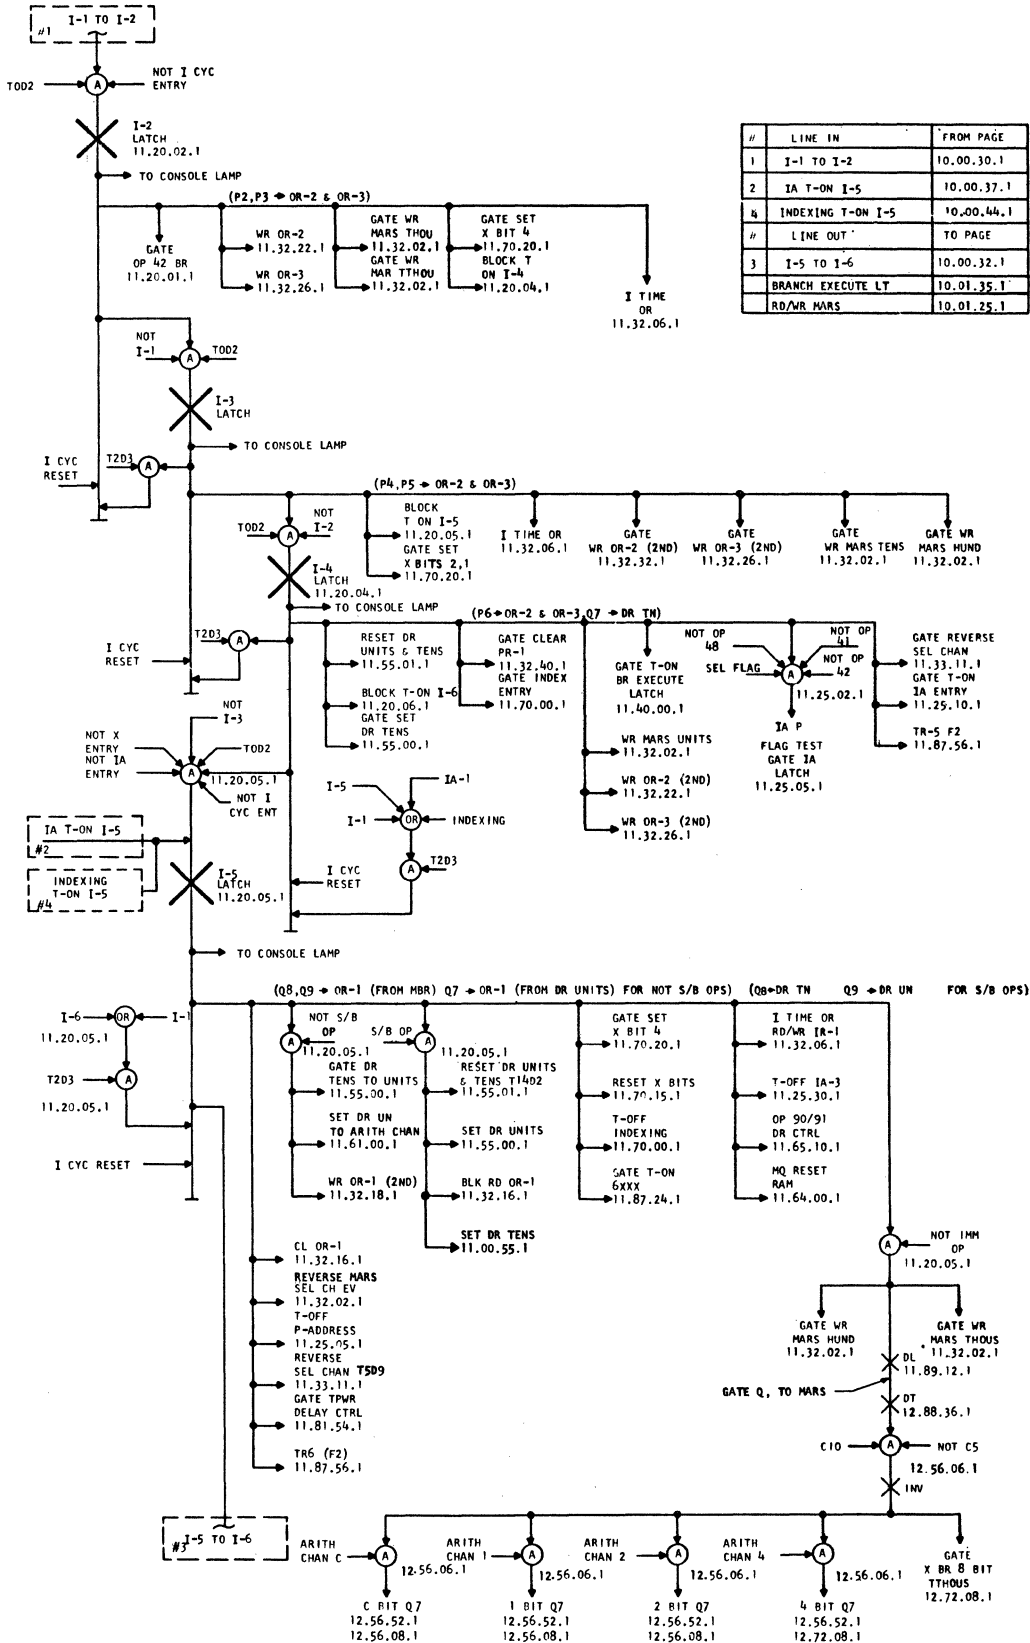 I-1 TO I-2
#1
TOD2
NOT I CYC
ENTRY
I-2
LATCH
11.20.02.1
TO CONSOLE LAMP
# LINE IN FROM PAGE
1 I-1 TO I-2 10.00.30.1
2 IA T-ON I-5 10.00.37.1
4 INDEXING T-ON I-5 10.00.44.1
# LINE OUT TO PAGE
3 I-5 TO I-6 10.00.32.1
BRANCH EXECUTE LT 10.01.35.1
RD/WR MARS 10.01.25.1
(P2,P3 → OR-2 & OR-3)
GATE
OP 42 BR
11.20.01.1
WR OR-2
11.32.22.1
WR OR-3
11.32.26.1
GATE WR
MARS THOU
11.32.02.1
GATE WR
MAR TTHOU
11.32.02.1
GATE SET
X BIT 4
11.70.20.1
BLOCK T
ON I-4
11.20.04.1
I TIME
OR
11.32.06.1
NOT
I-1
A
TOD2
I-3
LATCH
TO CONSOLE LAMP
I CYC
RESET
T2D3
A
(P4,P5 → OR-2 & OR-3)
TOD2
A
NOT
I-2
BLOCK
T ON I-5
11.20.05.1
GATE SET
X BITS 2,1
11.70.20.1
I TIME OR
11.32.06.1
GATE
WR OR-2 (2ND)
11.32.32.1
GATE
WR OR-3 (2ND)
11.32.26.1
GATE
WR MARS TENS
11.32.02.1
GATE WR
MARS HUND
11.32.02.1
I-4
LATCH
11.20.04.1
TO CONSOLE LAMP
(P6→OR-2 & OR-3,Q7 → DR TN)
I CYC
RESET
T2D3
A
RESET DR
UNITS & TENS
11.55.01.1
BLOCK T-ON I-6
11.20.06.1
GATE SET
DR TENS
11.55.00.1
GATE CLEAR
PR-1
11.32.40.1
GATE INDEX
ENTRY
11.70.00.1
GATE T-ON
BR EXECUTE
LATCH
11.40.00.1
WR MARS UNITS
11.32.02.1
WR OR-2 (2ND)
11.32.22.1
WR OR-3 (2ND)
11.32.26.1
NOT OP
48
NOT OP
41
SEL FLAG
A
NOT OP
42
11.25.02.1
IA P
FLAG TEST
GATE IA
LATCH
11.25.05.1
GATE REVERSE
SEL CHAN
11.33.11.1
GATE T-ON
IA ENTRY
11.25.10.1
TR-5 F2
11.87.56.1
NOT
I-3
NOT X
ENTRY
NOT IA
ENTRY
TOD2
A
11.20.05.1
NOT I
CYC ENT
I-5
IA-1
I-1
OR
INDEXING
A
T2D3
I CYC
RESET
IA T-ON I-5
#2
INDEXING
T-ON I-5
#4
I-5
LATCH
11.20.05.1
TO CONSOLE LAMP
(Q8,Q9 → OR-1 (FROM MBR) Q7 → OR-1 (FROM DR UNITS) FOR NOT S/B OPS) (Q8→DR TN Q9 → DR UN FOR S/B OPS)
I-6
OR
I-1
11.20.05.1
T2D3
A
11.20.05.1
I CYC RESET
NOT S/B
OP
A
11.20.05.1
GATE DR
TENS TO UNITS
11.55.00.1
SET DR UN
TO ARITH CHAN
11.61.00.1
WR OR-1 (2ND)
11.32.18.1
S/B OP
A
11.20.05.1
RESET DR UNITS
& TENS T14D2
11.55.01.1
SET DR UNITS
11.55.00.1
BLK RD OR-1
11.32.16.1
SET DR TENS
11.00.55.1
GATE SET
X BIT 4
11.70.20.1
RESET X BITS
11.70.15.1
T-OFF
INDEXING
11.70.00.1
GATE T-ON
6XXX
11.87.24.1
I TIME OR
RD/WR IR-1
11.32.06.1
T-OFF IA-3
11.25.30.1
OP 90/91
DR CTRL
11.65.10.1
MQ RESET
RAM
11.64.00.1
CL OR-1
11.32.16.1
REVERSE MARS
SEL CH EV
11.32.02.1
T-OFF
P-ADDRESS
11.25.05.1
REVERSE
SEL CHAN T5D9
11.33.11.1
GATE TPWR
DELAY CTRL
11.81.54.1
TR6 (F2)
11.87.56.1
A
NOT IMM
OP
11.20.05.1
GATE WR
MARS HUND
11.32.02.1
GATE WR
MARS THOUS
11.32.02.1
DL
11.89.12.1
GATE Q, TO MARS
DT
12.88.36.1
C10
A
NOT C5
12.56.06.1
INV
I-5 TO I-6
#3
ARITH
CHAN C
A
12.56.06.1
C BIT Q7
12.56.52.1
12.56.08.1
ARITH
CHAN 1
A
12.56.06.1
1 BIT Q7
12.56.52.1
12.56.08.1
ARITH
CHAN 2
A
12.56.06.1
2 BIT Q7
12.56.52.1
12.56.08.1
ARITH
CHAN 4
A
12.56.06.1
4 BIT Q7
12.56.52.1
12.72.08.1
GATE
X BR 8 BIT
TTHOUS
12.72.08.1